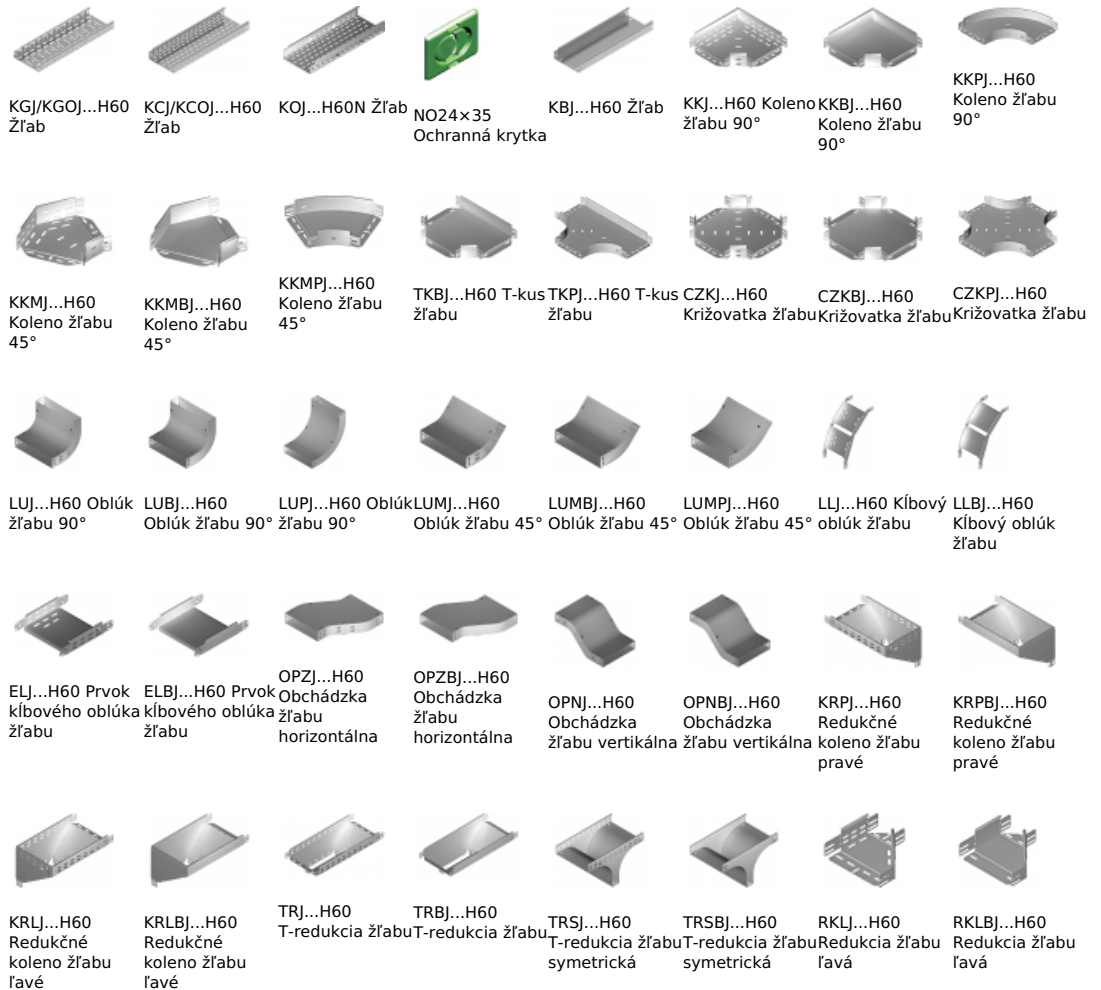 KGJ/KGOJ...H60
Žľab
KCJ/KCOJ...H60
Žľab
KOJ...H60N Žľab
NO24×35
Ochranná krytka
KBJ...H60 Žľab
KKJ...H60 Koleno
žľabu 90°
KKBJ...H60
Koleno žľabu
90°
KKPJ...H60
Koleno žľabu
90°
KKMJ...H60
Koleno žľabu
45°
KKMBJ...H60
Koleno žľabu
45°
KKMPJ...H60
Koleno žľabu
45°
TKBJ...H60 T-kus
žľabu
TKPJ...H60 T-kus
žľabu
CZKJ...H60
Križovatka žľabu
CZKBJ...H60
Križovatka žľabu
CZKPJ...H60
Križovatka žľabu
LUJ...H60 Oblúk
žľabu 90°
LUBJ...H60
Oblúk žľabu 90°
LUPJ...H60 Oblúk
žľabu 90°
LUMJ...H60
Oblúk žľabu 45°
LUMBJ...H60
Oblúk žľabu 45°
LUMPJ...H60
Oblúk žľabu 45°
LLJ...H60 Kĺbový
oblúk žľabu
LLBJ...H60
Kĺbový oblúk
žľabu
ELJ...H60 Prvok
kĺbového oblúka
žľabu
ELBJ...H60 Prvok
kĺbového oblúka
žľabu
OPZJ...H60
Obchádzka
žľabu
horizontálna
OPZBJ...H60
Obchádzka
žľabu
horizontálna
OPNJ...H60
Obchádzka
žľabu vertikálna
OPNBJ...H60
Obchádzka
žľabu vertikálna
KRPJ...H60
Redukčné
koleno žľabu
pravé
KRPBJ...H60
Redukčné
koleno žľabu
pravé
KRLJ...H60
Redukčné
koleno žľabu
ľavé
KRLBJ...H60
Redukčné
koleno žľabu
ľavé
TRJ...H60
T-redukcia žľabu
TRBJ...H60
T-redukcia žľabu
TRSJ...H60
T-redukcia žľabu
symetrická
TRSBJ...H60
T-redukcia žľabu
symetrická
RKLJ...H60
Redukcia žľabu
ľavá
RKLBJ...H60
Redukcia žľabu
ľavá